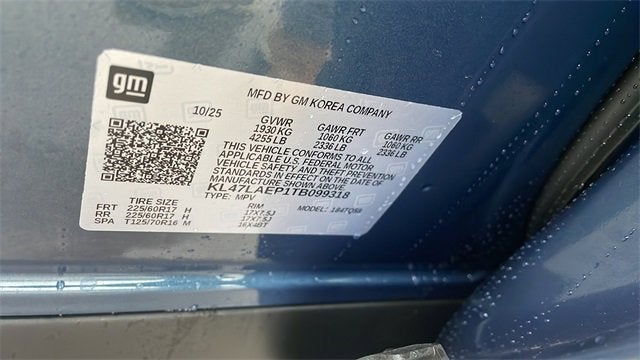 gm
MFD BY GM KOREA COMPANY
10/25
GVWR GAWR FRT GAWR RR
1930 KG 1060 KG 1060 KG
4255 LB 2336 LB 2336 LB
THIS VEHICLE CONFORMS TO ALL
APPLICABLE U.S. FEDERAL MOTOR
VEHICLE SAFETY AND THEFT PREVENTION
STANDARDS IN EFFECT ON THE DATE OF
MANUFACTURE SHOWN ABOVE.
KL47LAEP1TB099318
TYPE: MPV MODEL: 1B4TQ58
TIRE SIZE RIM
FRT 225/60R17 H 17X7.5J
RR 225/60R17 H 17X7.5J
SPA T125/70R16 M 16X4BT